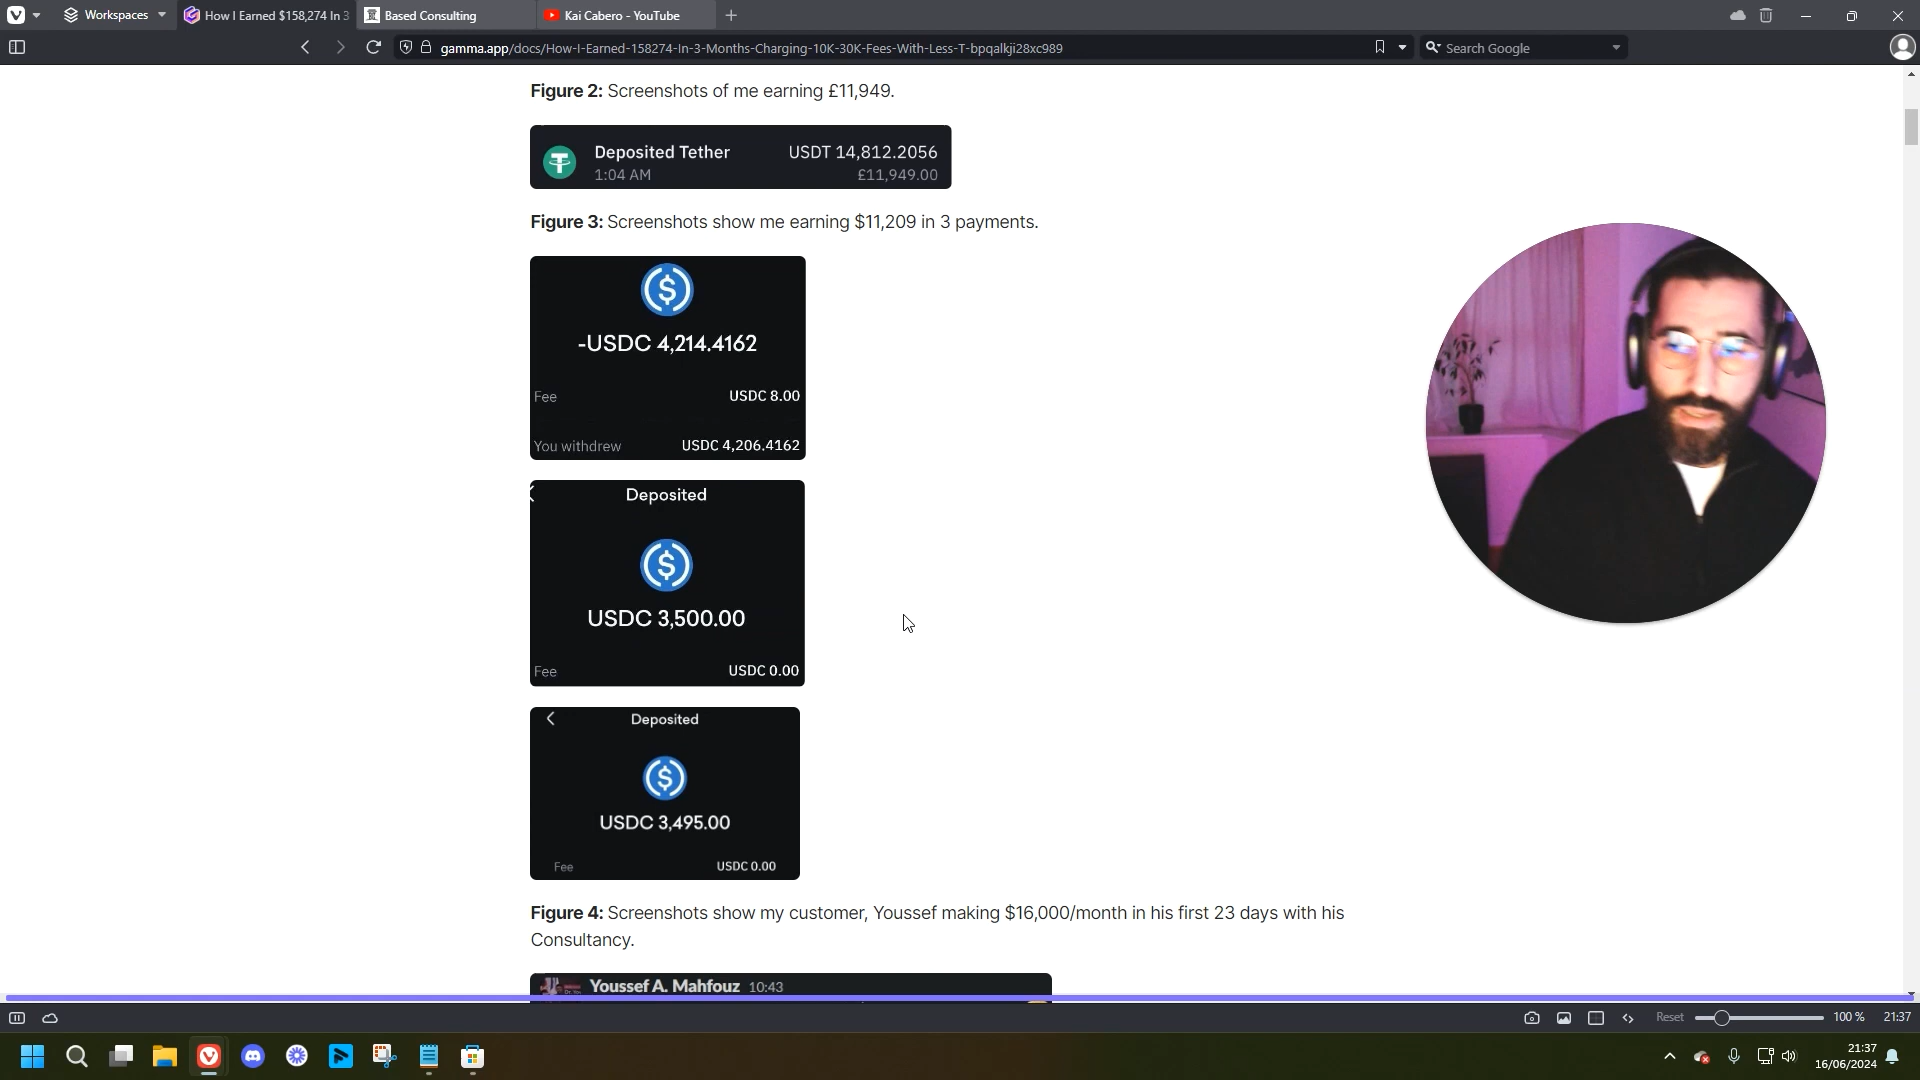 Workspaces
How I Earned $158,274 In 3
Based Consulting
Kai Cabero - YouTube
gamma.app/docs/How-I-Earned-158274-In-3-Months-Charging-10K-30K-Fees-With-Less-T-bpqalkji28xc989
Search Google
Figure 2: Screenshots of me earning £11,949.
Deposited Tether USDT 14,812.2056
1:04 AM £11,949.00
Figure 3: Screenshots show me earning $11,209 in 3 payments.
-USDC 4,214.4162
Fee USDC 8.00
You withdrew USDC 4,206.4162
Deposited
USDC 3,500.00
Fee USDC 0.00
Deposited
USDC 3,495.00
Fee USDC 0.00
Figure 4: Screenshots show my customer, Youssef making $16,000/month in his first 23 days with his
Consultancy.
Youssef A. Mahfouz 10:43
Reset 100 % 21:37
21:37
16/06/2024